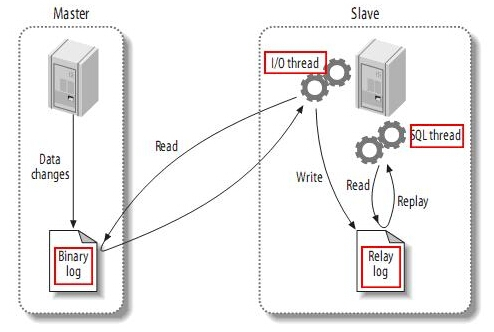 Master
Slave
I/O thread
SQL thread
Data
changes
Read
Write
Read
Replay
Binary
log
Relay
log